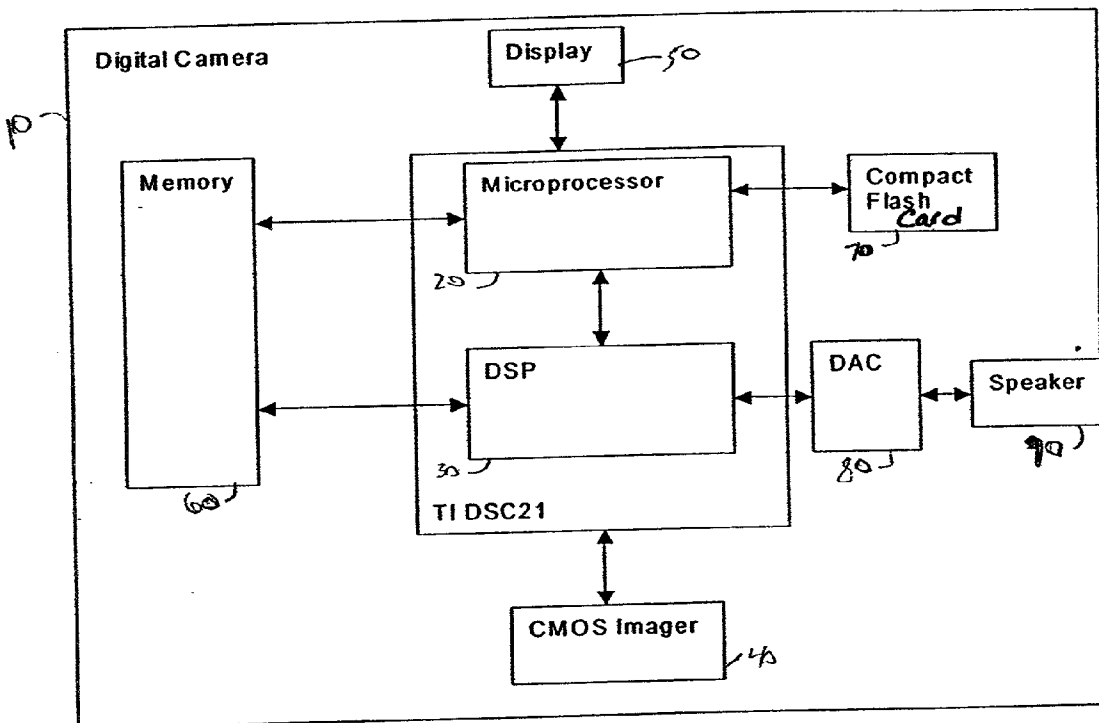 Digital Camera
Display
50
10
Memory
Microprocessor
Compact
Flash
Card
70
20
DSP
DAC
Speaker
30
80
90
60
TI DSC21
CMOS Imager
40